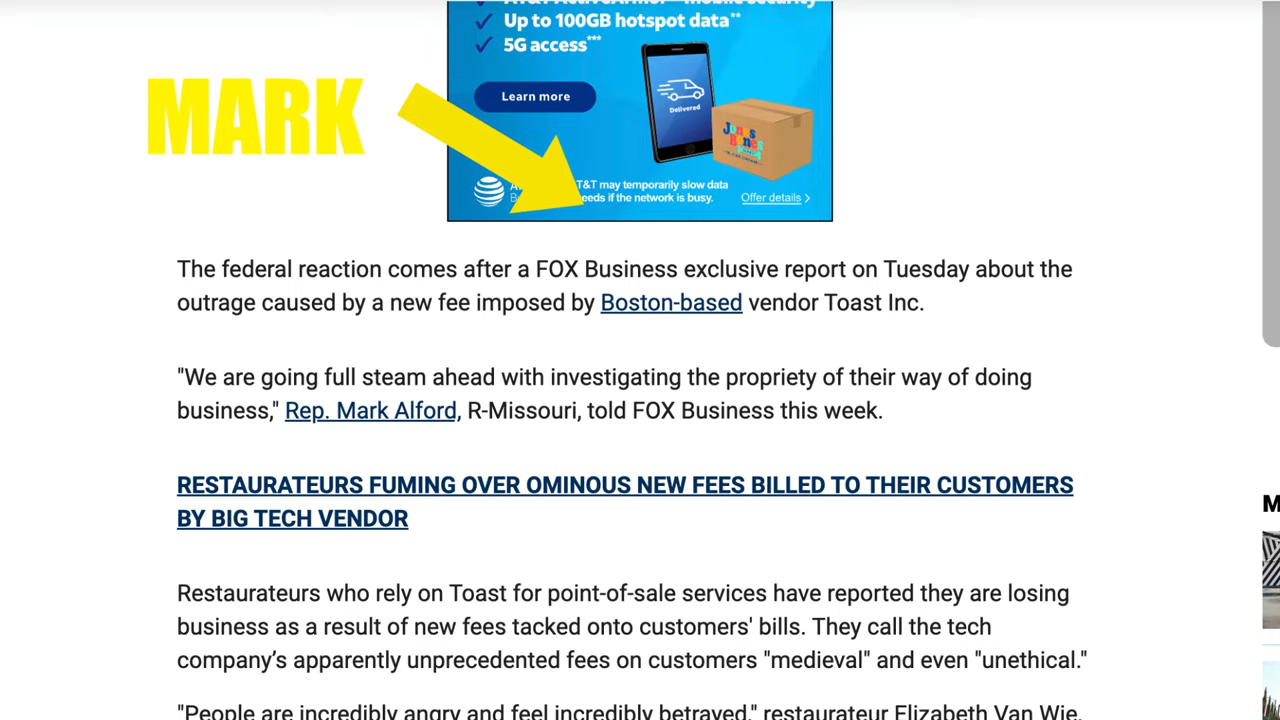 Up to 100GB hotspot data**
5G access***
MARK
Learn more
Delivered
Jones
Bones
T&T may temporarily slow data
eeds if the network is busy.
Offer details >
The federal reaction comes after a FOX Business exclusive report on Tuesday about the
outrage caused by a new fee imposed by Boston-based vendor Toast Inc.
"We are going full steam ahead with investigating the propriety of their way of doing
business," Rep. Mark Alford, R-Missouri, told FOX Business this week.
RESTAURATEURS FUMING OVER OMINOUS NEW FEES BILLED TO THEIR CUSTOMERS
BY BIG TECH VENDOR
M
Restaurateurs who rely on Toast for point-of-sale services have reported they are losing
business as a result of new fees tacked onto customers' bills. They call the tech
company’s apparently unprecedented fees on customers "medieval" and even "unethical."
"People are incredibly angry and feel incredibly betrayed," restaurateur Elizabeth Van Wie,